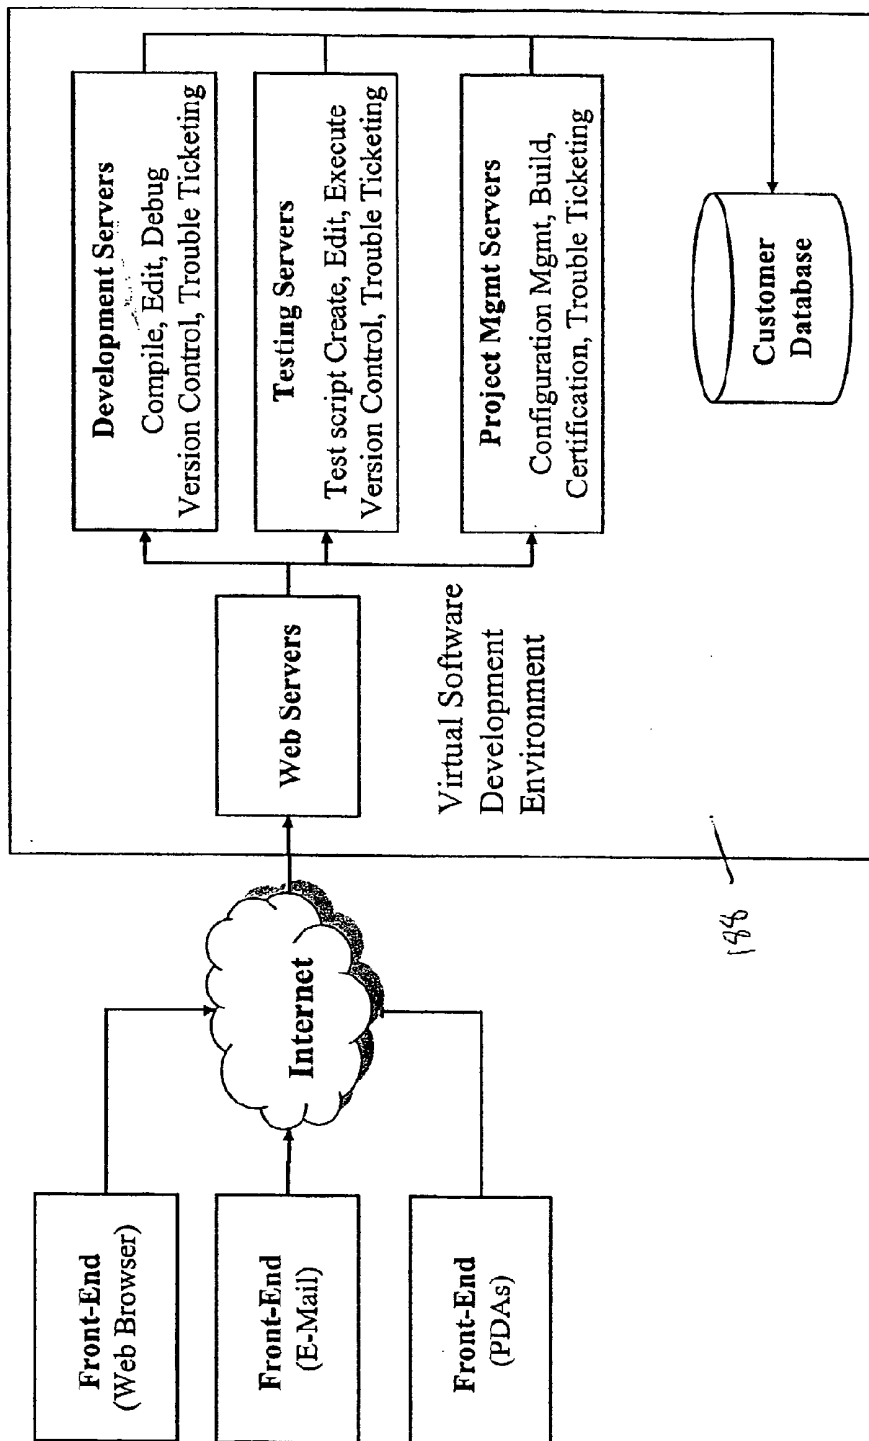 Front-End
(Web Browser)
Front-End
(E-Mail)
Front-End
(PDAs)
Internet
Web Servers
Virtual Software
Development
Environment
Development Servers
Compile, Edit, Debug
Version Control, Trouble Ticketing
Testing Servers
Test script Create, Edit, Execute
Version Control, Trouble Ticketing
Project Mgmt Servers
Configuration Mgmt, Build,
Certification, Trouble Ticketing
Customer
Database
188